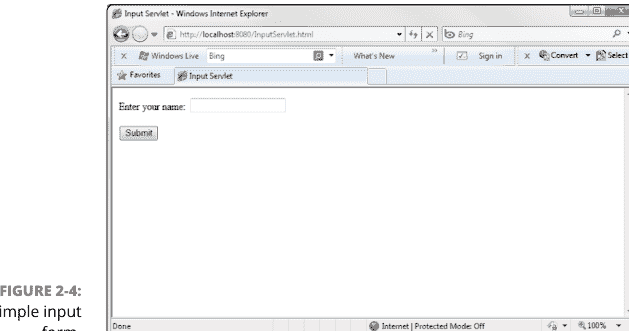 Input Servlet - Windows Internet Explorer
http://localhost:8080/InputServlet.html
Bing
x Windows Live Bing What's New >> Sign in x Convert Select
Favorites Input Servlet
Enter your name:
Submit
FIGURE 2-4:
imple input
form.
Done Internet | Protected Mode: Off 100%